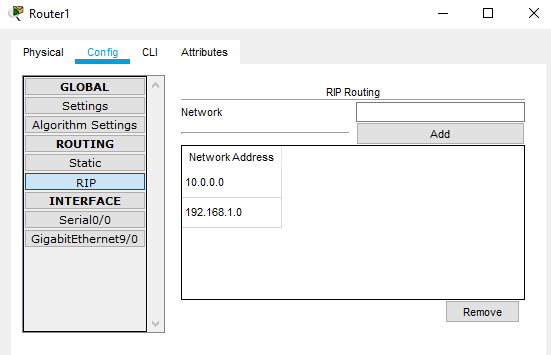 Router1
Physical Config CLI Attributes
GLOBAL
Settings
Algorithm Settings
ROUTING
Static
RIP
INTERFACE
Serial0/0
GigabitEthernet9/0
RIP Routing
Network
Add
Network Address
10.0.0.0
192.168.1.0
Remove